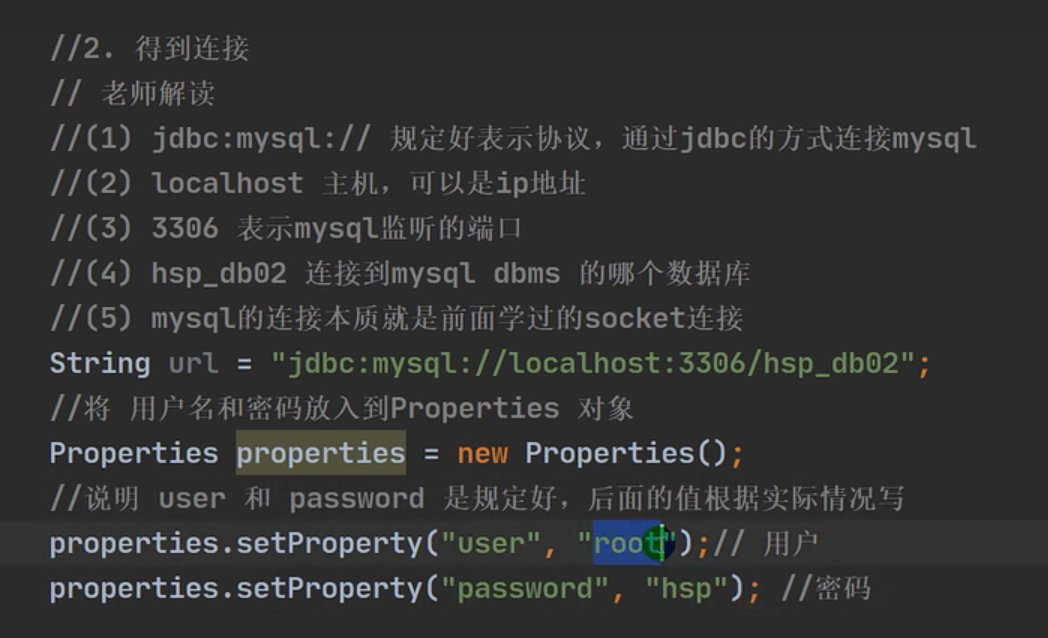 //2. 得到连接
// 老师解读
//(1) jdbc:mysql:// 规定好表示协议，通过jdbc的方式连接mysql
//(2) localhost 主机，可以是ip地址
//(3) 3306 表示mysql监听的端口
//(4) hsp_db02 连接到mysql dbms 的哪个数据库
//(5) mysql的连接本质就是前面学过的socket连接
String url = "jdbc:mysql://localhost:3306/hsp_db02";
//将 用户名和密码放入到Properties 对象
Properties properties = new Properties();
//说明 user 和 password 是规定好，后面的值根据实际情况写
properties.setProperty("user", "root");// 用户
properties.setProperty("password", "hsp"); //密码